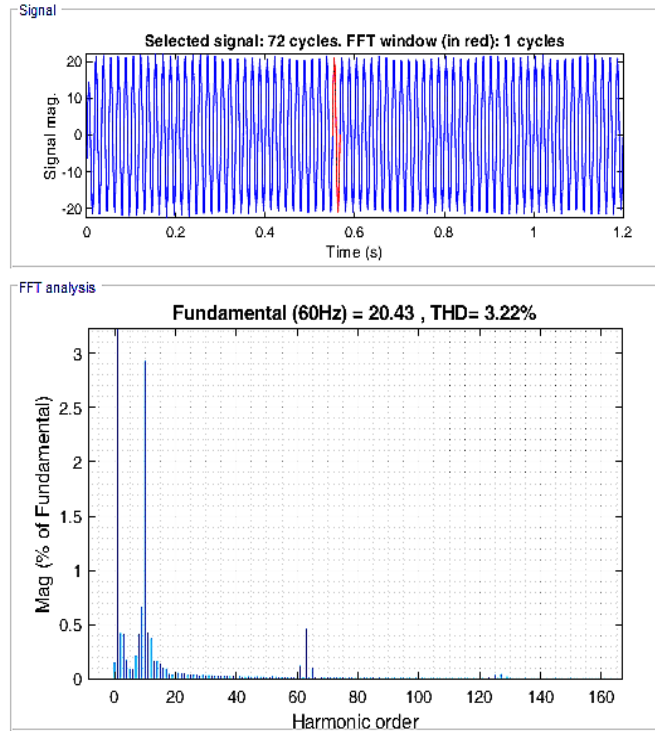 Signal
Selected signal: 72 cycles. FFT window (in red): 1 cycles
Signal mag.
20
10
0
-10
-20
0 0.2 0.4 0.6 0.8 1 1.2
Time (s)
FFT analysis
Fundamental (60Hz) = 20.43 , THD= 3.22%
Mag (% of Fundamental)
3
2.5
2
1.5
1
0.5
0
0 20 40 60 80 100 120 140 160
Harmonic order